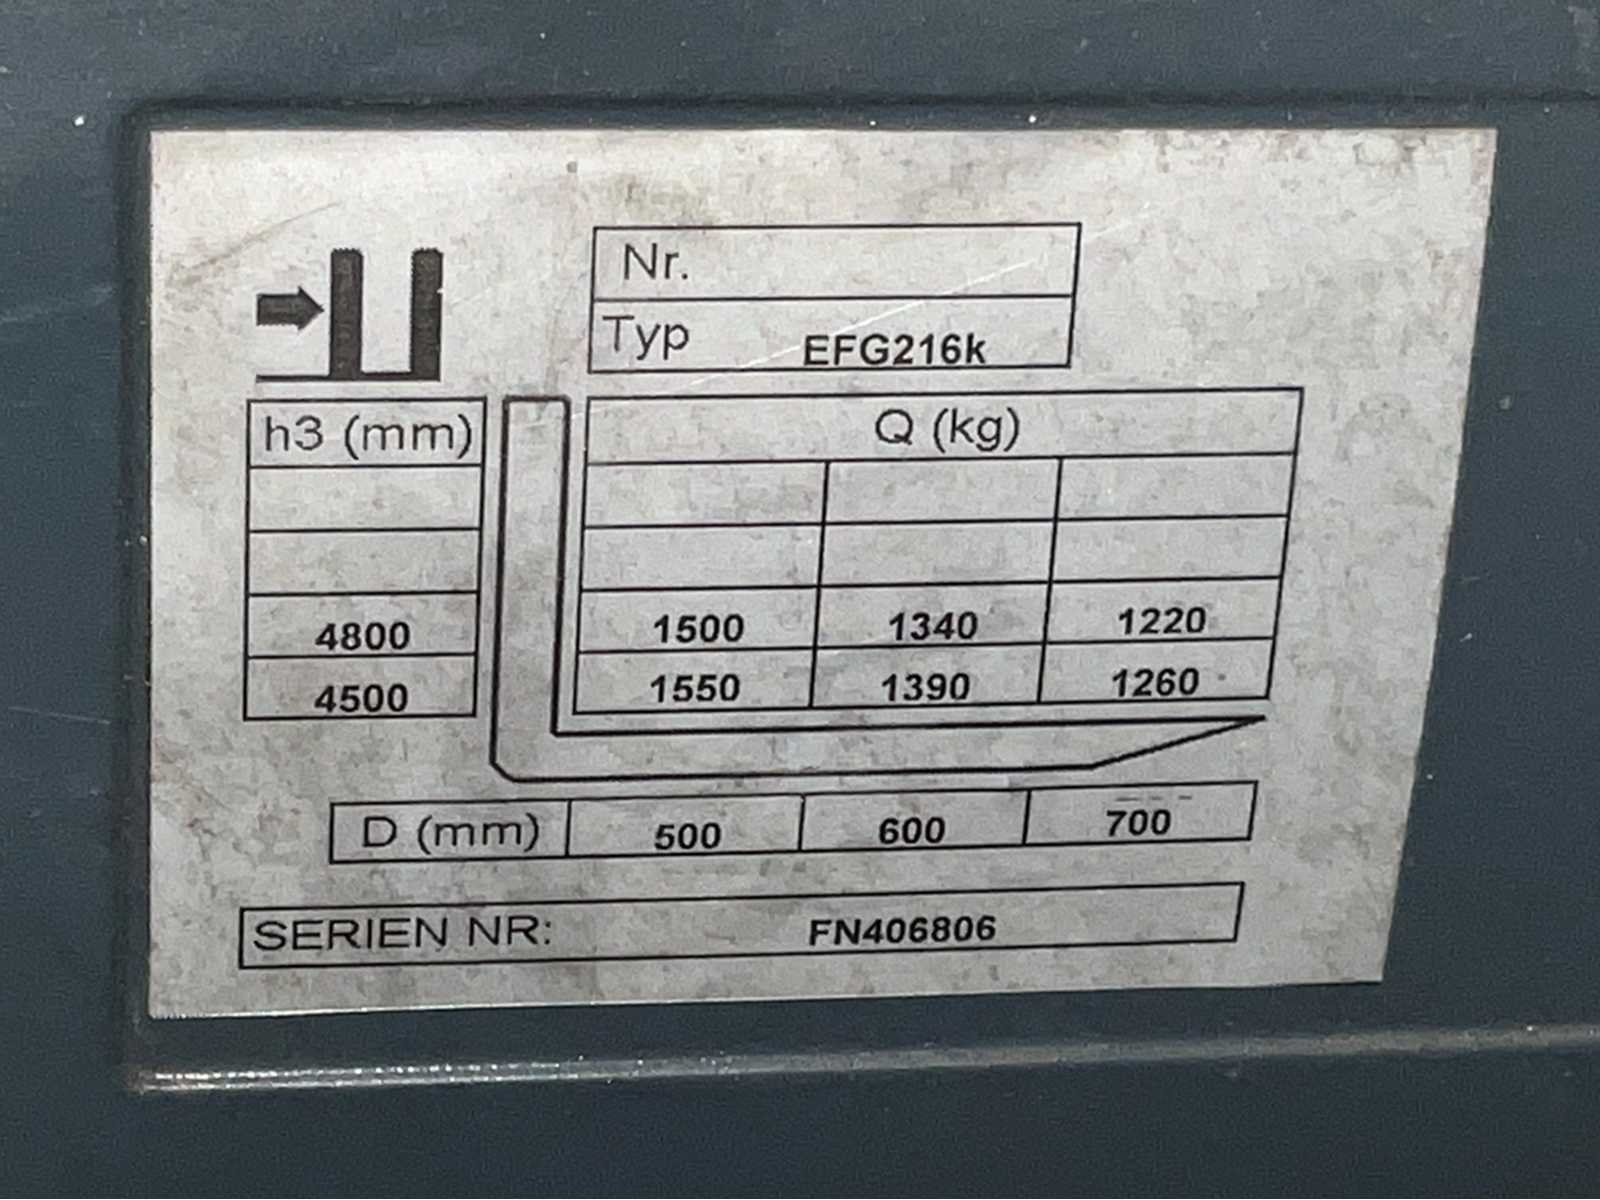 Nr.
Typ EFG216k
h3 (mm) Q (kg)
4800 1500 1340 1220
4500 1550 1390 1260
D (mm) 500 600 700
SERIEN NR: FN406806